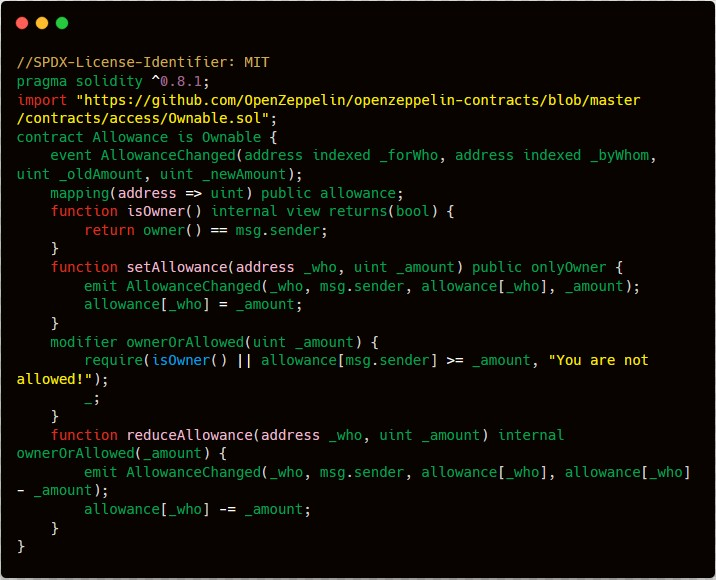 //SPDX-License-Identifier: MIT
pragma solidity ^0.8.1;
import "https://github.com/OpenZeppelin/openzeppelin-contracts/blob/master
/contracts/access/Ownable.sol";
contract Allowance is Ownable {
    event AllowanceChanged(address indexed _forWho, address indexed _byWhom,
uint _oldAmount, uint _newAmount);
    mapping(address => uint) public allowance;
    function isOwner() internal view returns(bool) {
        return owner() == msg.sender;
    }
    function setAllowance(address _who, uint _amount) public onlyOwner {
        emit AllowanceChanged(_who, msg.sender, allowance[_who], _amount);
        allowance[_who] = _amount;
    }
    modifier ownerOrAllowed(uint _amount) {
        require(isOwner() || allowance[msg.sender] >= _amount, "You are not
allowed!");
        _;
    }
    function reduceAllowance(address _who, uint _amount) internal
ownerOrAllowed(_amount) {
        emit AllowanceChanged(_who, msg.sender, allowance[_who], allowance[_who]
- _amount);
        allowance[_who] -= _amount;
    }
}